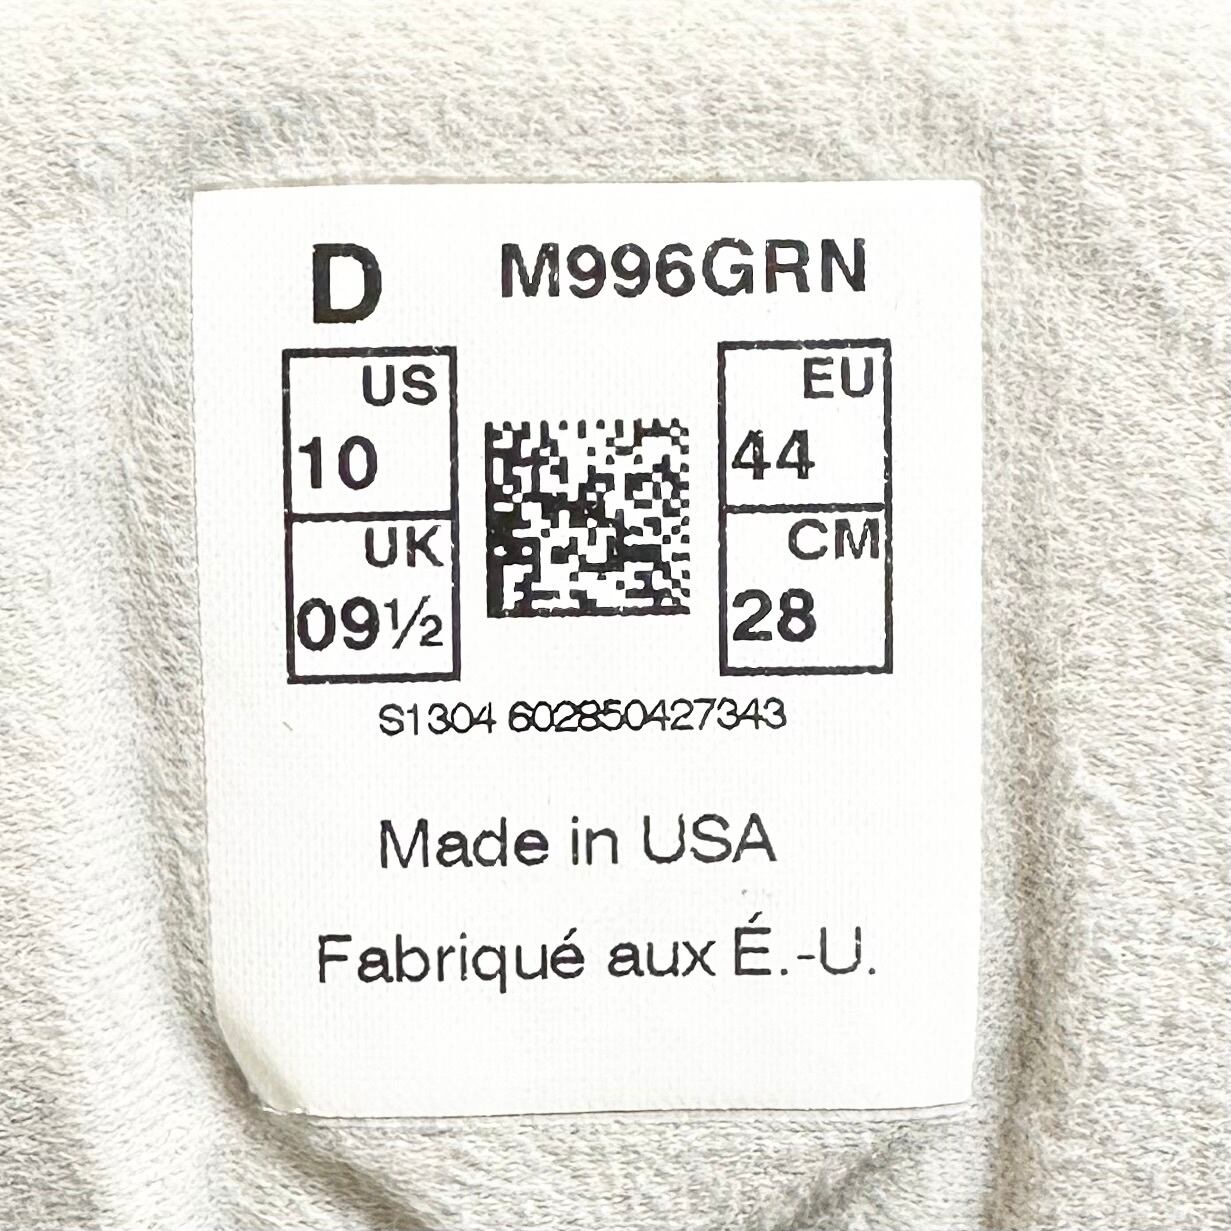 D M996GRN
US EU
10 44
UK CM
09½ 28
S1304 602850427343
Made in USA
Fabriqué aux É.-U.